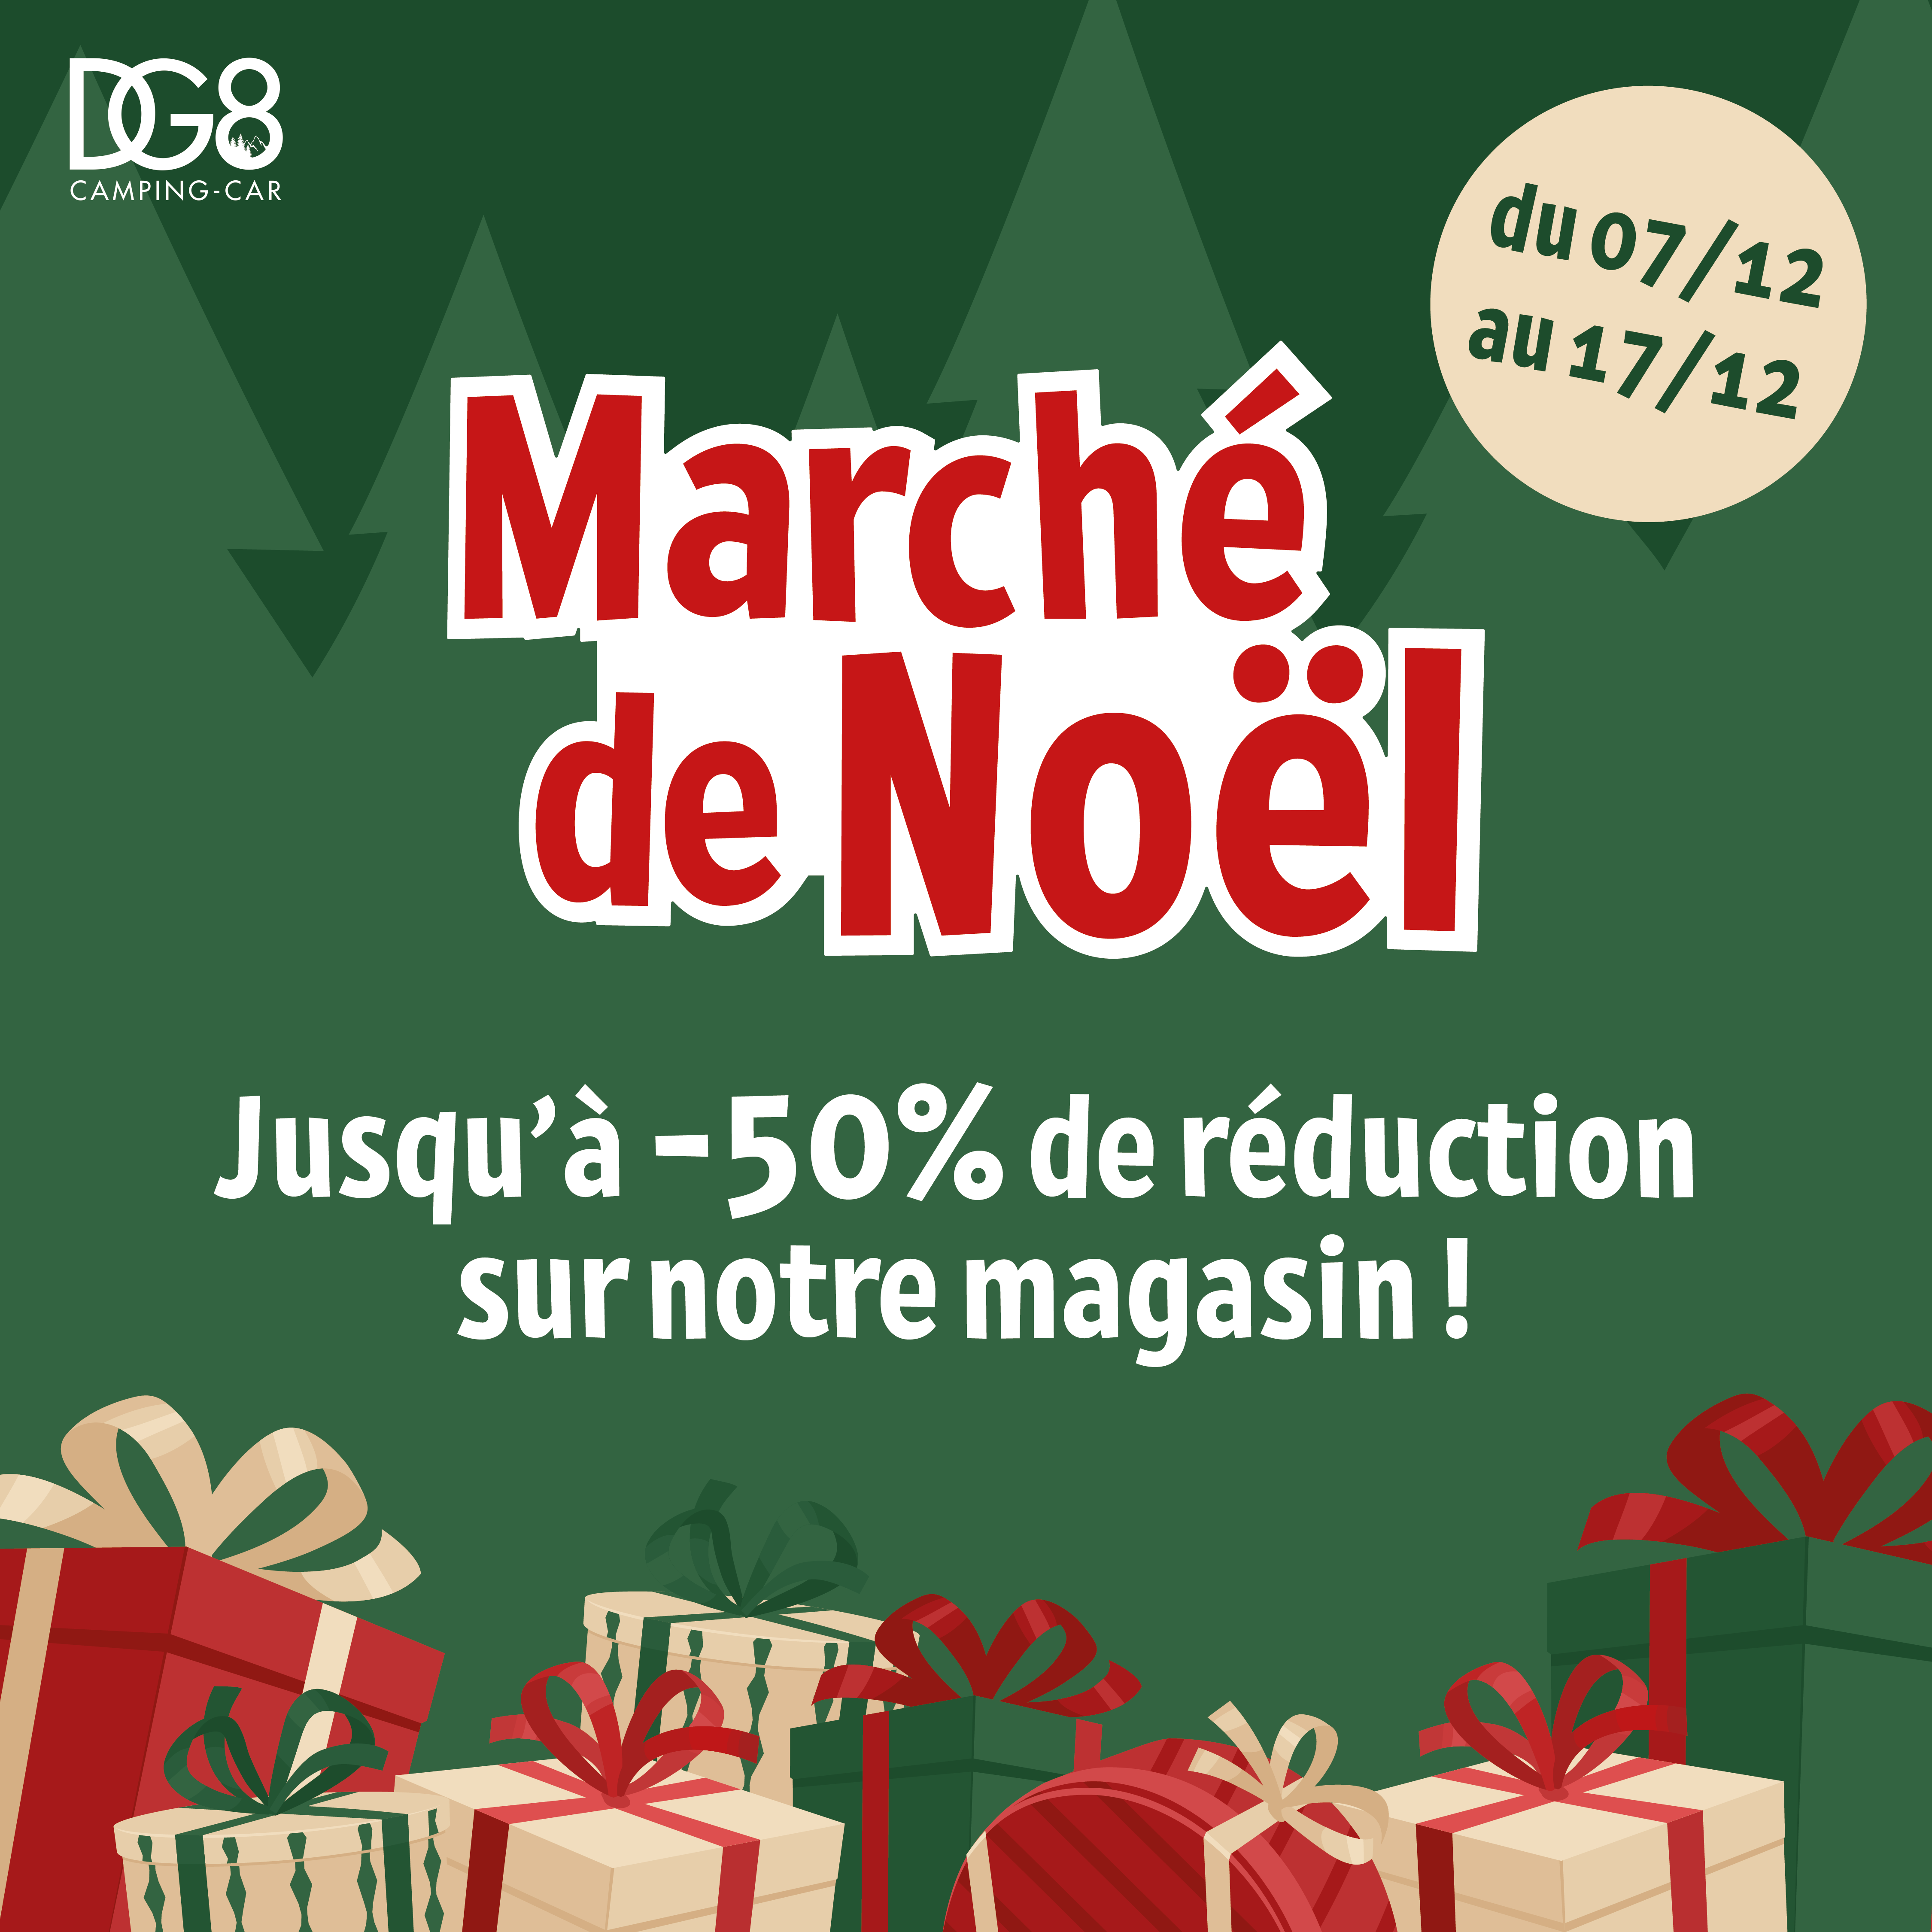 DG8
CAMPING-CAR
du 07/12
au 17/12
Marché
de Noël
Jusqu'à -50% de réduction
sur notre magasin !